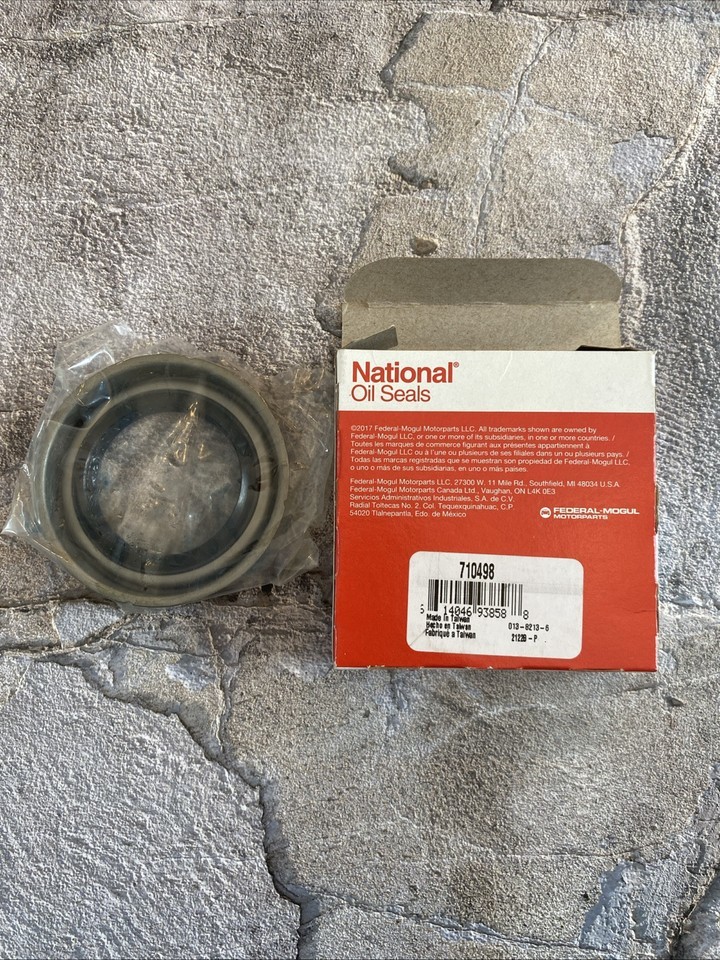 National®
Oil Seals
©2017 Federal-Mogul Motorparts LLC. All trademarks shown are owned by
Federal-Mogul LLC, or one or more of its subsidiaries, in one or more countries. /
Toutes les marques de commerce figurant aux présentes appartiennent à
Federal-Mogul LLC ou à l'une ou plusieurs de ses filiales dans un ou plusieurs pays. /
Todas las marcas registradas que se muestran son propiedad de Federal-Mogul LLC,
o uno o más de sus subsidiarias, en uno o más países.
Federal-Mogul Motorparts LLC, 27300 W. 11 Mile Rd., Southfield, MI 48034 U.S.A.
Federal-Mogul Motorparts Canada Ltd., Vaughan, ON L4K 0E3
Servicios Administrativos Industriales, S.A. de C.V.
Radial Toltecas No. 2. Col. Tequexquinahuac, C.P.
54020 Tlalnepantla, Edo. de México
FEDERAL-MOGUL
MOTORPARTS
710498
14046 93858 8
Made in Taiwan
Hecho en Taiwan 013-8213-6
Fabriqué a Taiwan 2122B - P